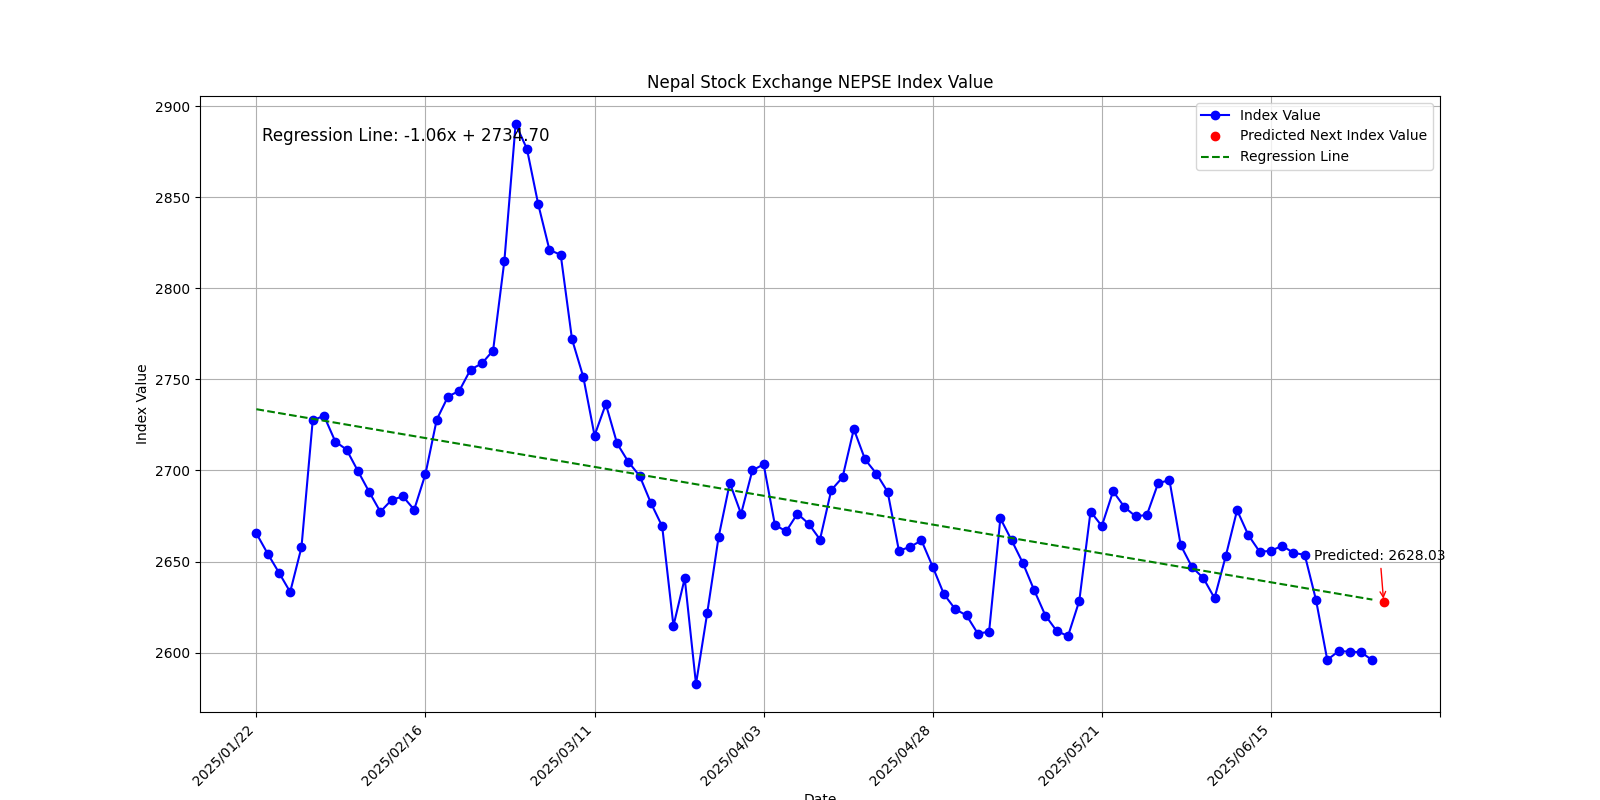 Nepal Stock Exchange NEPSE Index Value
Regression Line: -1.06x + 2734.70
Index Value
Predicted Next Index Value
Regression Line
2900
2850
2800
2750
2700
2650
2600
Index Value
Predicted: 2628.03
2025/01/22
2025/02/16
2025/03/11
2025/04/03
2025/04/28
2025/05/21
2025/06/15
Date